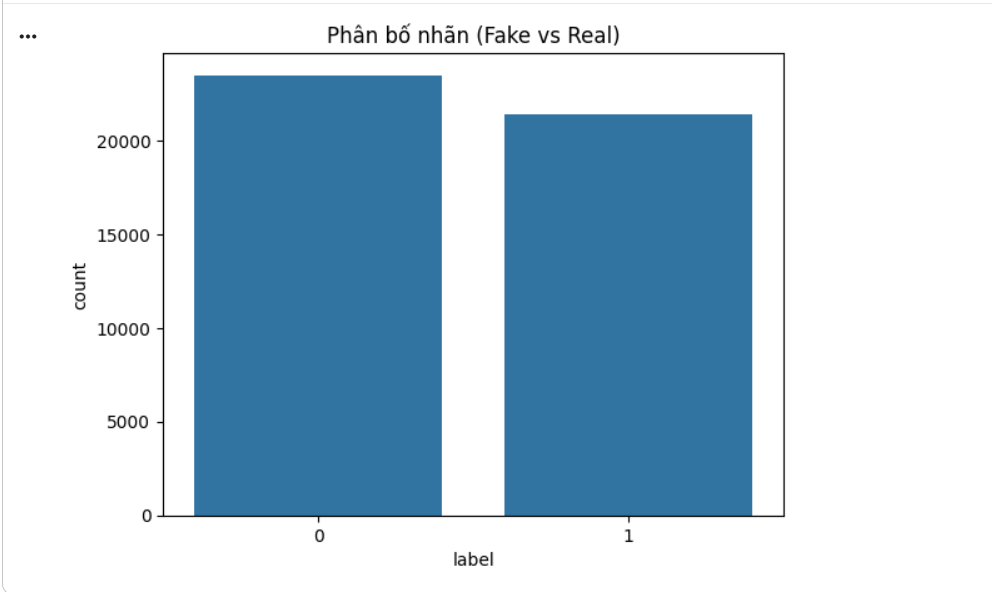 ...
Phân bố nhãn (Fake vs Real)
20000
15000
10000
5000
0
count
0 1
label